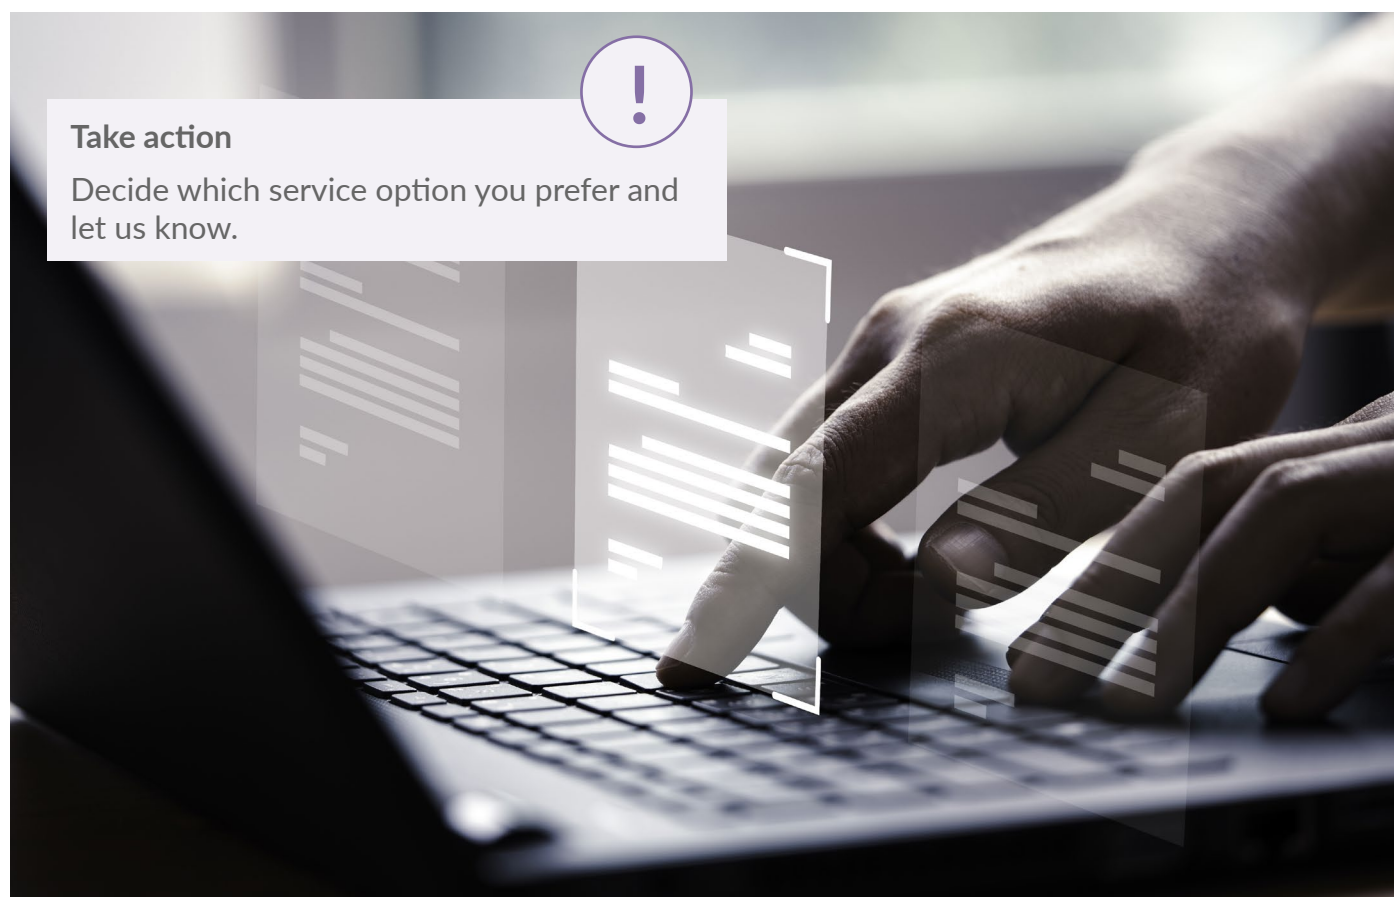 Take action
Decide which service option you prefer and
let us know.